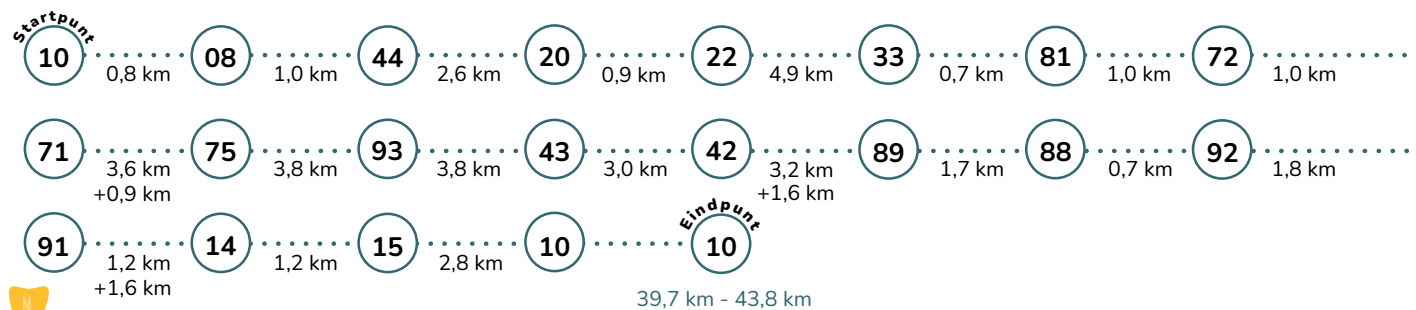 Startpunt
10 08 44 20 22 33 81 72
0,8 km 1,0 km 2,6 km 0,9 km 4,9 km 0,7 km 1,0 km 1,0 km
71 75 93 43 42 89 88 92
3,6 km 3,8 km 3,8 km 3,0 km 3,2 km 1,7 km 0,7 km 1,8 km
+0,9 km +1,6 km
Eindpunt
91 14 15 10 10
1,2 km 1,2 km 2,8 km
+1,6 km
N
39,7 km - 43,8 km